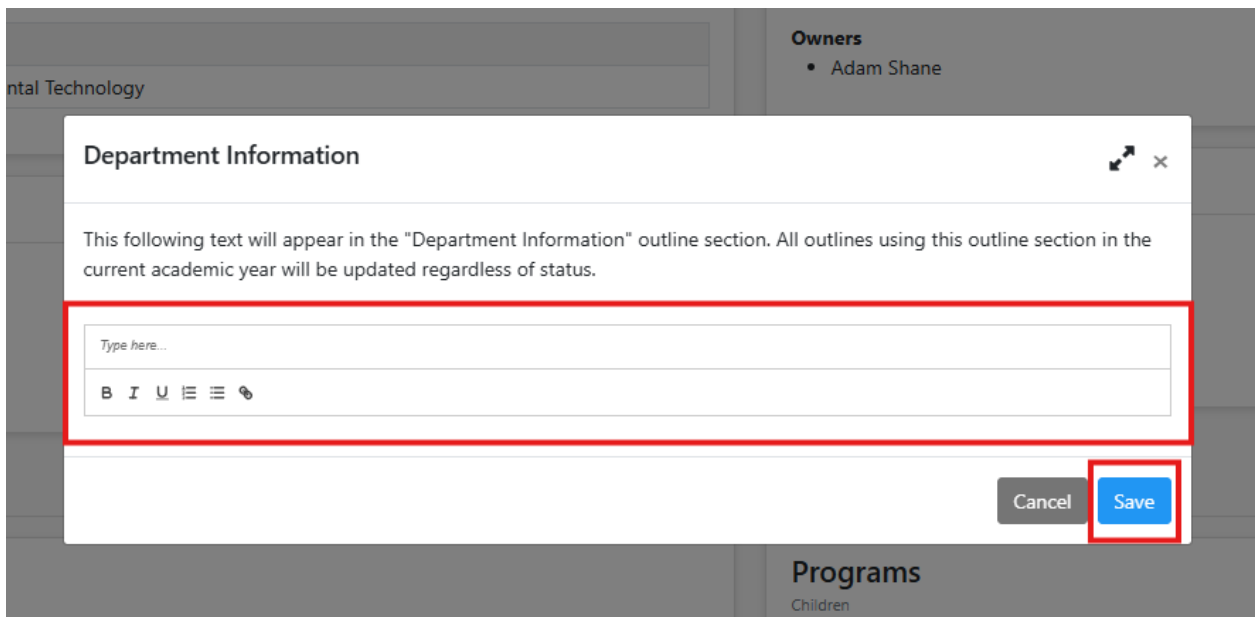 Owners
• Adam Shane
ntal Technology
Department Information
×
This following text will appear in the "Department Information" outline section. All outlines using this outline section in the
current academic year will be updated regardless of status.
Type here...
B I U
Cancel Save
Programs
Children